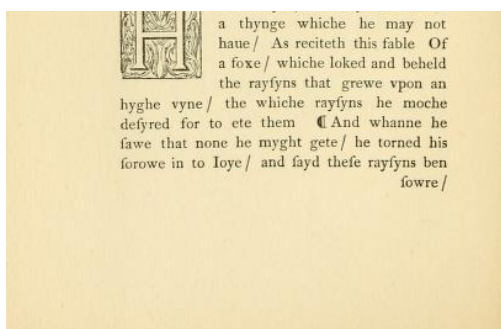 H
a thynge whiche he may not
haue/ As reciteth this fable Of
a foxe/ whiche loked and beheld
the rayſyns that grewe vpon an
hyghe vyne/ the whiche rayſyns he moche
deſyred for to ete them ❡ And whanne he
ſawe that none he myght gete/ he torned his
ſorowe in to Ioye/ and ſayd theſe rayſyns ben
ſowre/